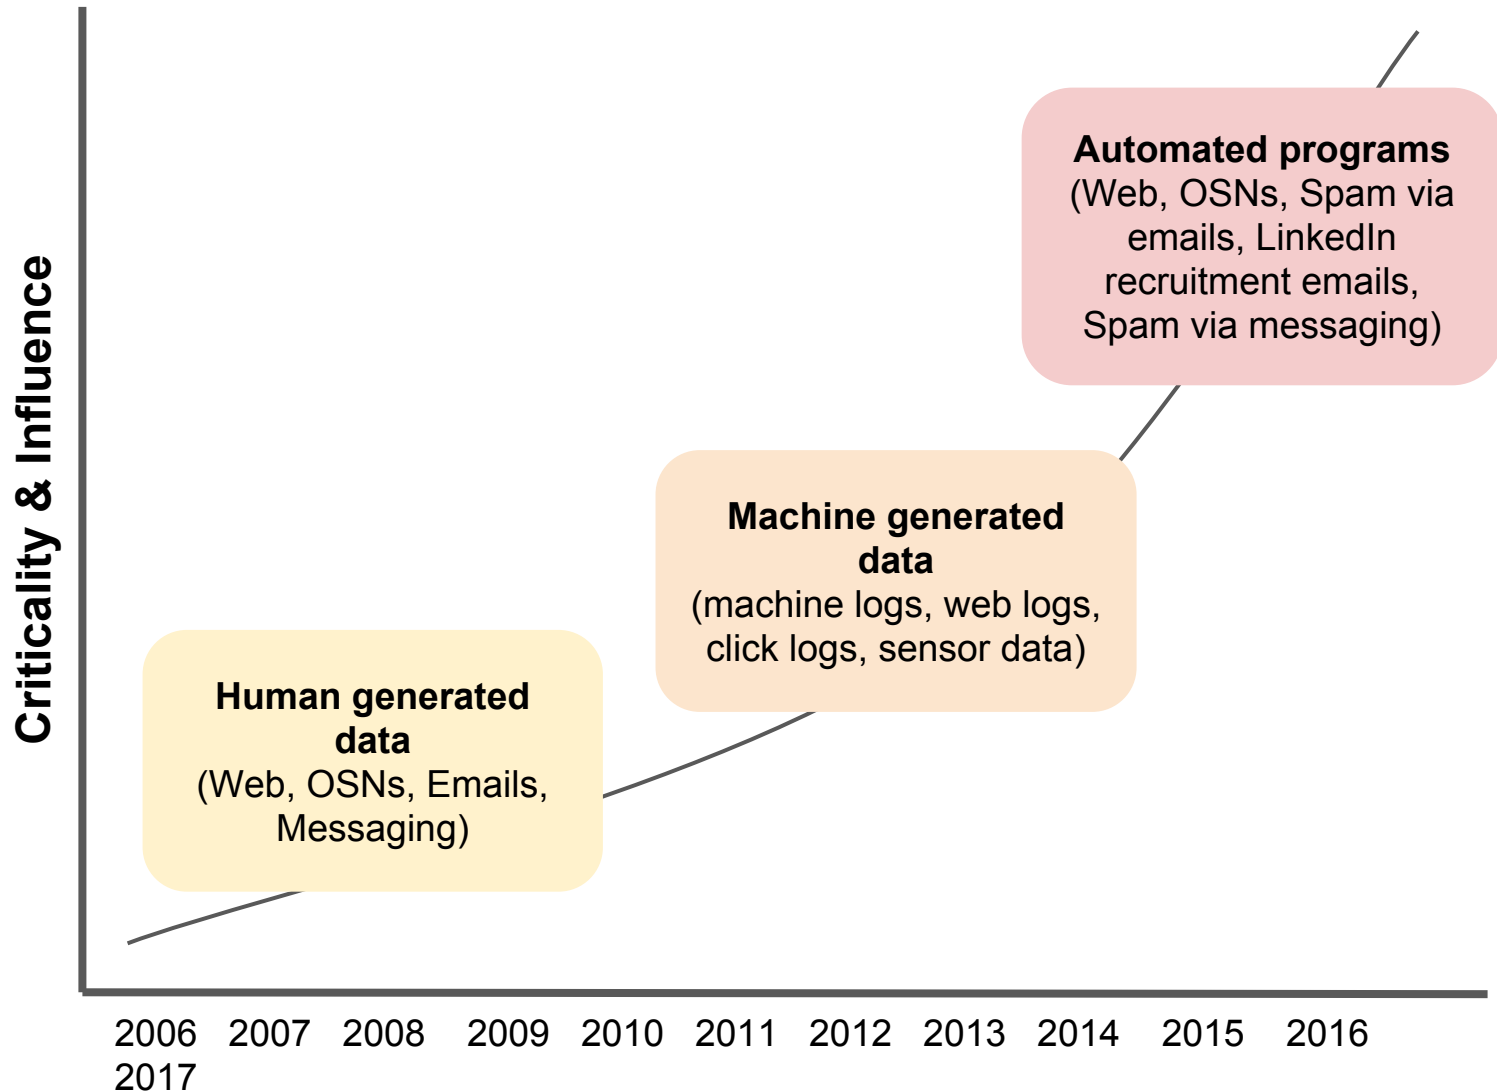 Criticality & Influence
Automated programs
(Web, OSNs, Spam via
emails, LinkedIn
recruitment emails,
Spam via messaging)
Machine generated
data
(machine logs, web logs,
click logs, sensor data)
Human generated
data
(Web, OSNs, Emails,
Messaging)
2006 2007 2008 2009 2010 2011 2012 2013 2014 2015 2016
2017